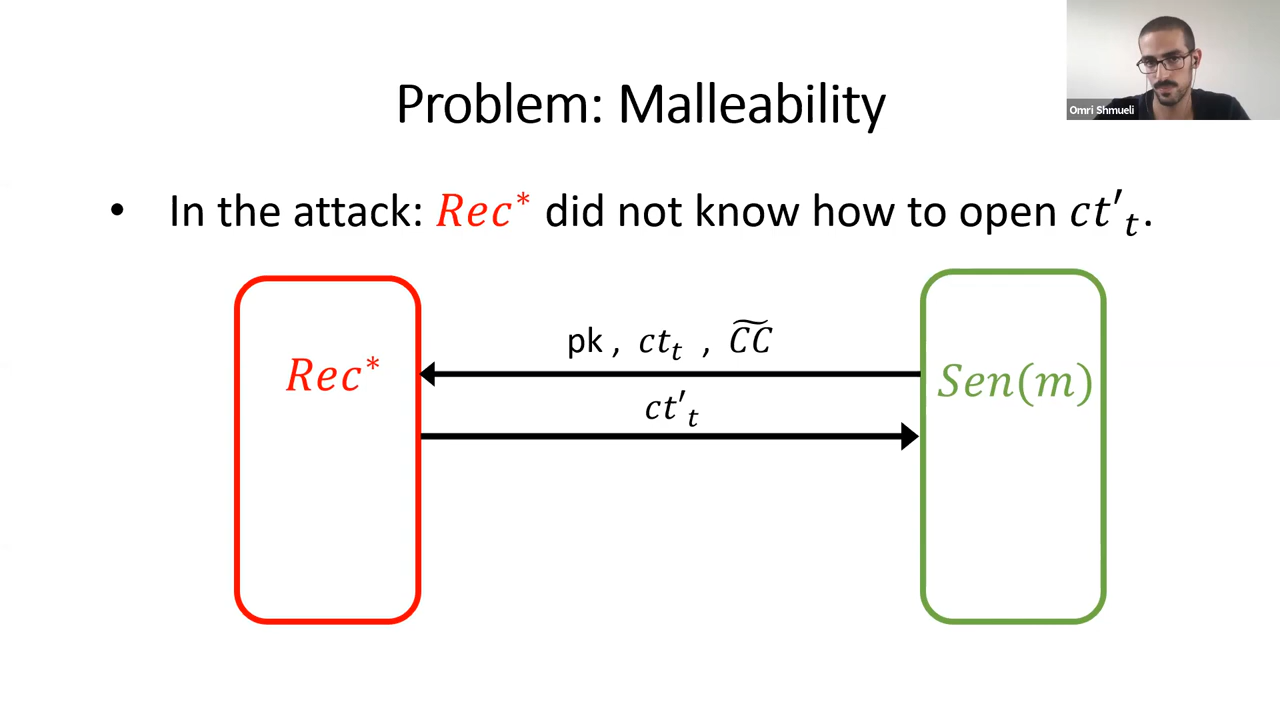 Omri Shmueli
Problem: Malleability
• In the attack: Rec* did not know how to open ct′ₜ.
pk , ctₜ , C͠C
Rec*
Sen(m)
ct′ₜ